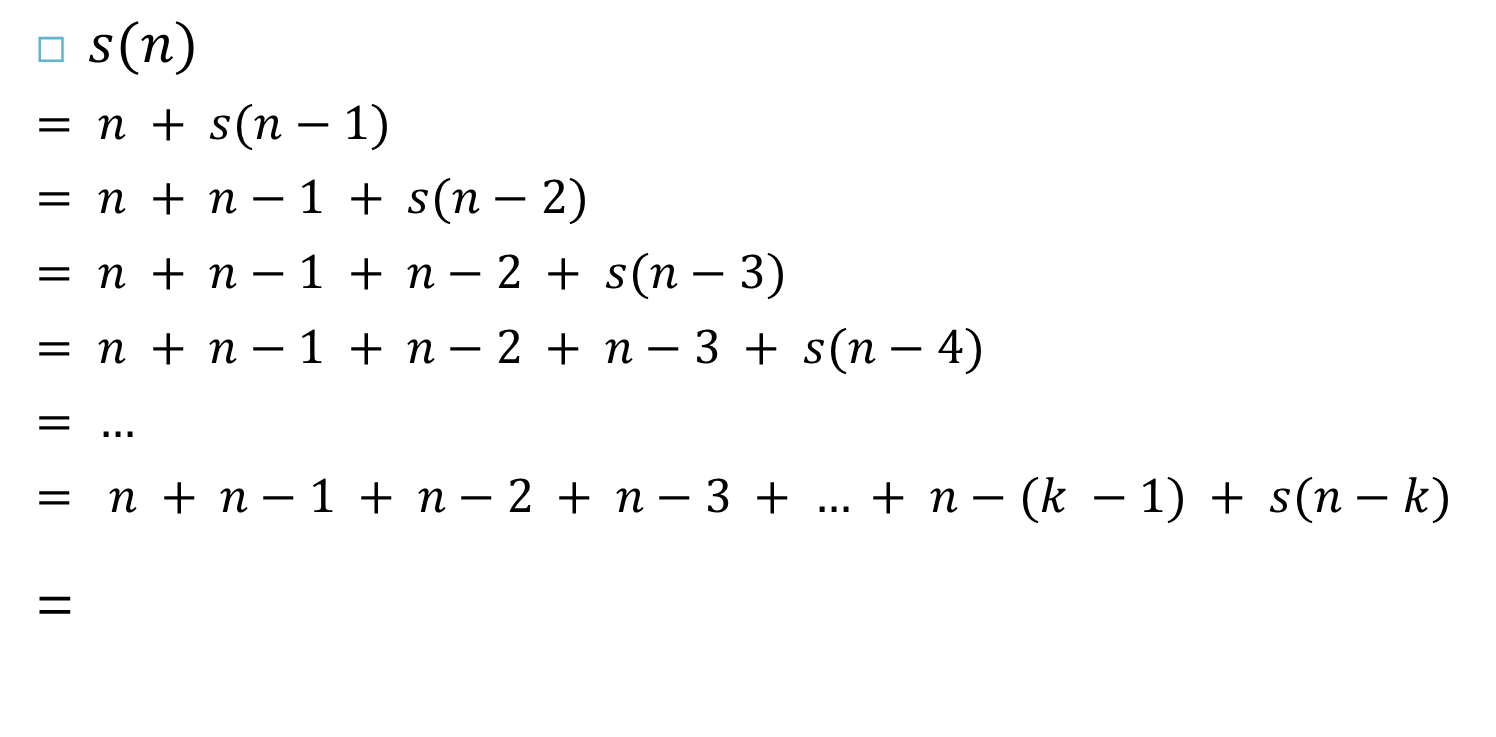 □ s(n)
= n + s(n − 1)
= n + n − 1 + s(n − 2)
= n + n − 1 + n − 2 + s(n − 3)
= n + n − 1 + n − 2 + n − 3 + s(n − 4)
= ...
= n + n − 1 + n − 2 + n − 3 + ... + n − (k − 1) + s(n − k)
=